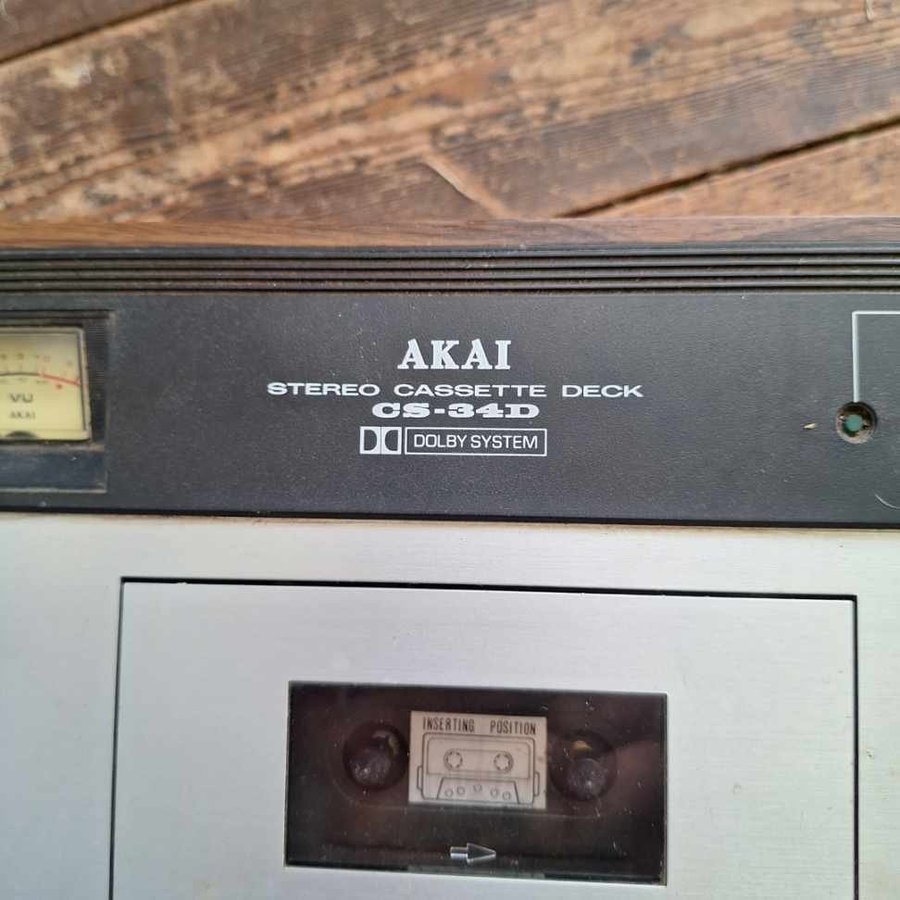 AKAI
STEREO CASSETTE DECK
CS-34D
DOLBY SYSTEM
VU
AKAI
INSERTING POSITION